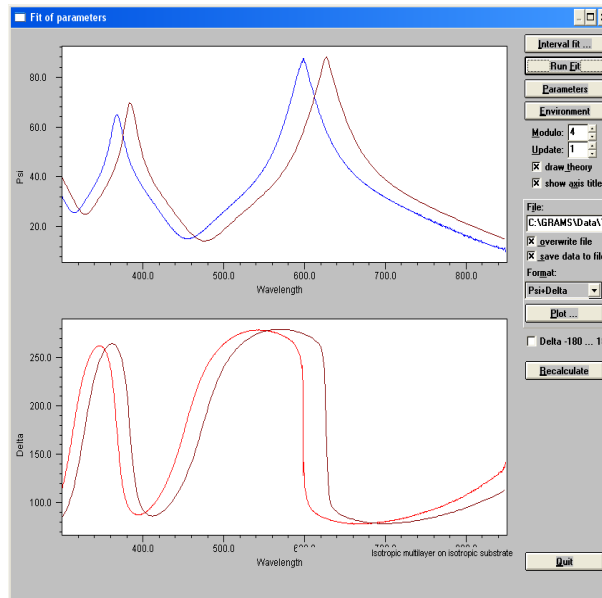 Fit of parameters
80.0
60.0
40.0
20.0
Psi
400.0
500.0
600.0
700.0
800.0
Wavelength
250.0
200.0
150.0
100.0
Delta
400.0
500.0
600.0
Isotropic multilayer on isotropic substrate
Wavelength
Interval fit ...
Run Fit
Parameters
Environment
Modulo: 4
Update: 1
draw theory
show axis title
File:
C:\GRAMS\Data\
overwrite file
save data to fil
Format:
Psi+Delta
Plot ...
Delta -180 ... 1
Recalculate
Quit